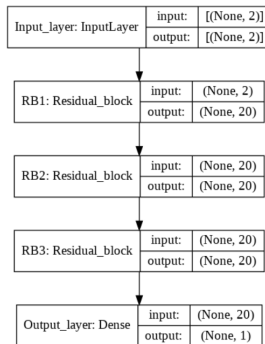 Input_layer: InputLayer
input: [(None, 2)]
output: [(None, 2)]
RB1: Residual_block
input: (None, 2)
output: (None, 20)
RB2: Residual_block
input: (None, 20)
output: (None, 20)
RB3: Residual_block
input: (None, 20)
output: (None, 20)
Output_layer: Dense
input: (None, 20)
output: (None, 1)